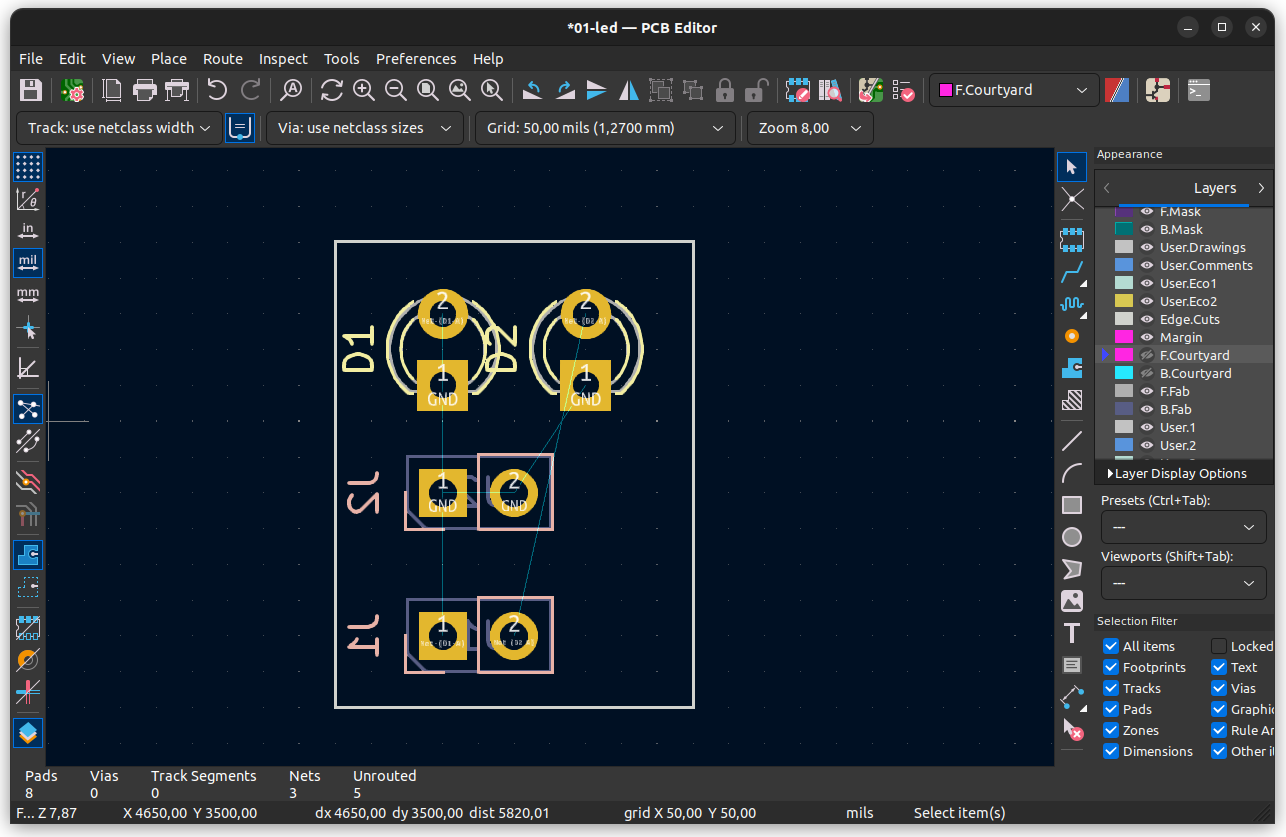 *01-led — PCB Editor
File Edit View Place Route Inspect Tools Preferences Help
F.Courtyard
Track: use netclass width Via: use netclass sizes Grid: 50,00 mils (1,2700 mm) Zoom 8,00
Appearance
Layers
F.Mask
B.Mask
User.Drawings
User.Comments
User.Eco1
User.Eco2
Edge.Cuts
Margin
F.Courtyard
B.Courtyard
F.Fab
B.Fab
User.1
User.2
Layer Display Options
Presets (Ctrl+Tab):
---
Viewports (Shift+Tab):
---
Selection Filter
All items Locked
Footprints Text
Tracks Vias
Pads Graphic
Zones Rule Ar
Dimensions Other it
in
mil
mm
D1 2 D2 2
1 1
GND GND
J2 1 2
GND GND
J1 1 2
Pads Vias Track Segments Nets Unrouted
8 0 0 3 5
F... Z 7,87 X 4650,00 Y 3500,00 dx 4650,00 dy 3500,00 dist 5820,01 grid X 50,00 Y 50,00 mils Select item(s)